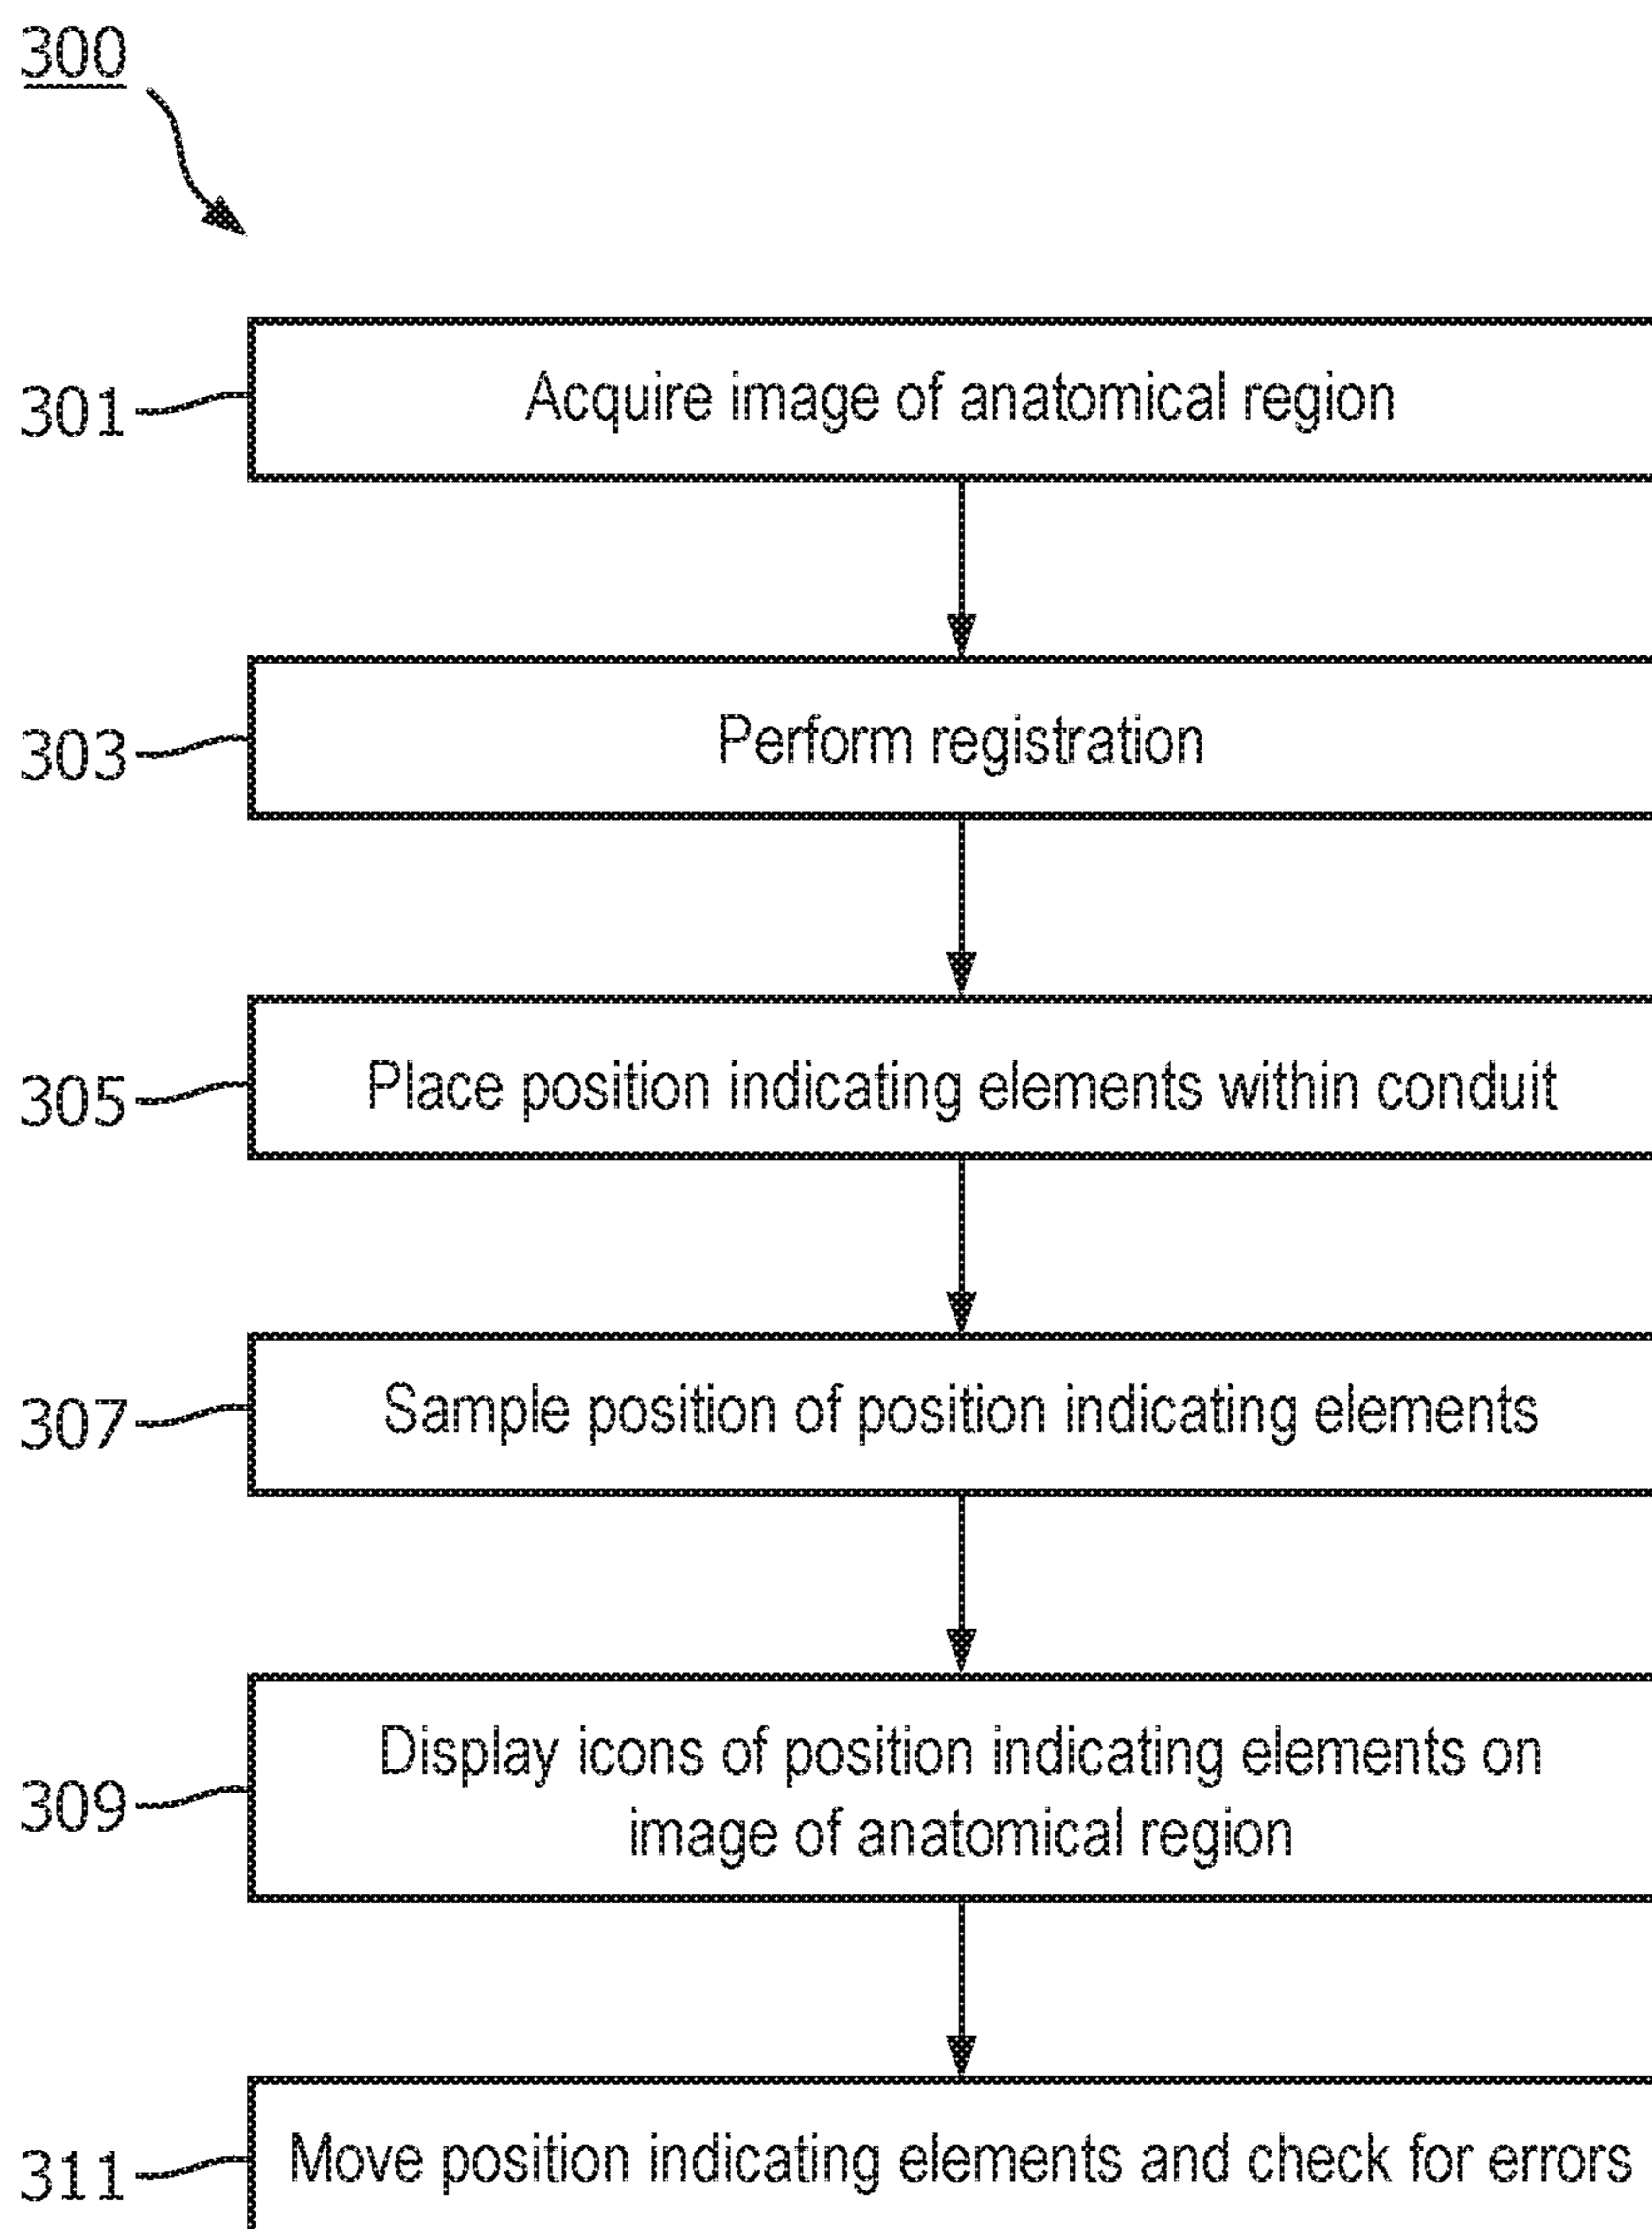 300
301
Acquire image of anatomical region
303
Perform registration
305
Place position indicating elements within conduit
307
Sample position of position indicating elements
309
Display icons of position indicating elements on
image of anatomical region
311
Move position indicating elements and check for errors